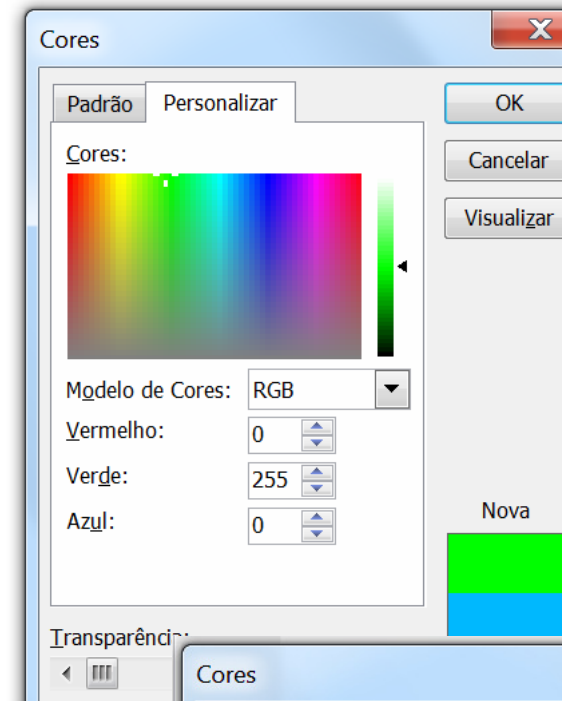 Cores
Padrão Personalizar
OK
Cancelar
Visualizar
Cores:
Modelo de Cores: RGB
Vermelho: 0
Verde: 255
Azul: 0
Nova
Transparência:
Cores